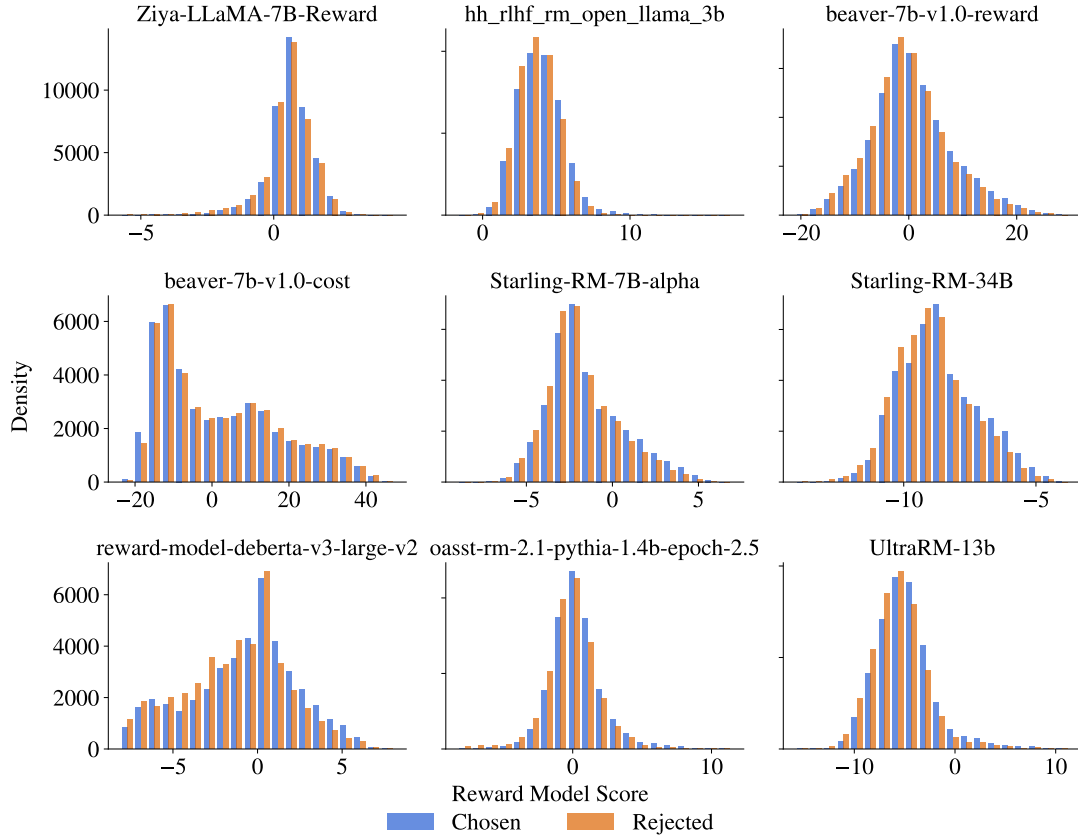 Ziya-LLaMA-7B-Reward
hh_rlhf_rm_open_llama_3b
beaver-7b-v1.0-reward
10000
5000
0
−5
0
0
10
−20
0
20
beaver-7b-v1.0-cost
Starling-RM-7B-alpha
Starling-RM-34B
Density
6000
4000
2000
0
−20
0
20
40
−5
0
5
−10
−5
reward-model-deberta-v3-large-v2
oasst-rm-2.1-pythia-1.4b-epoch-2.5
UltraRM-13b
6000
4000
2000
0
−5
0
5
0
10
−10
0
10
Reward Model Score
Chosen
Rejected